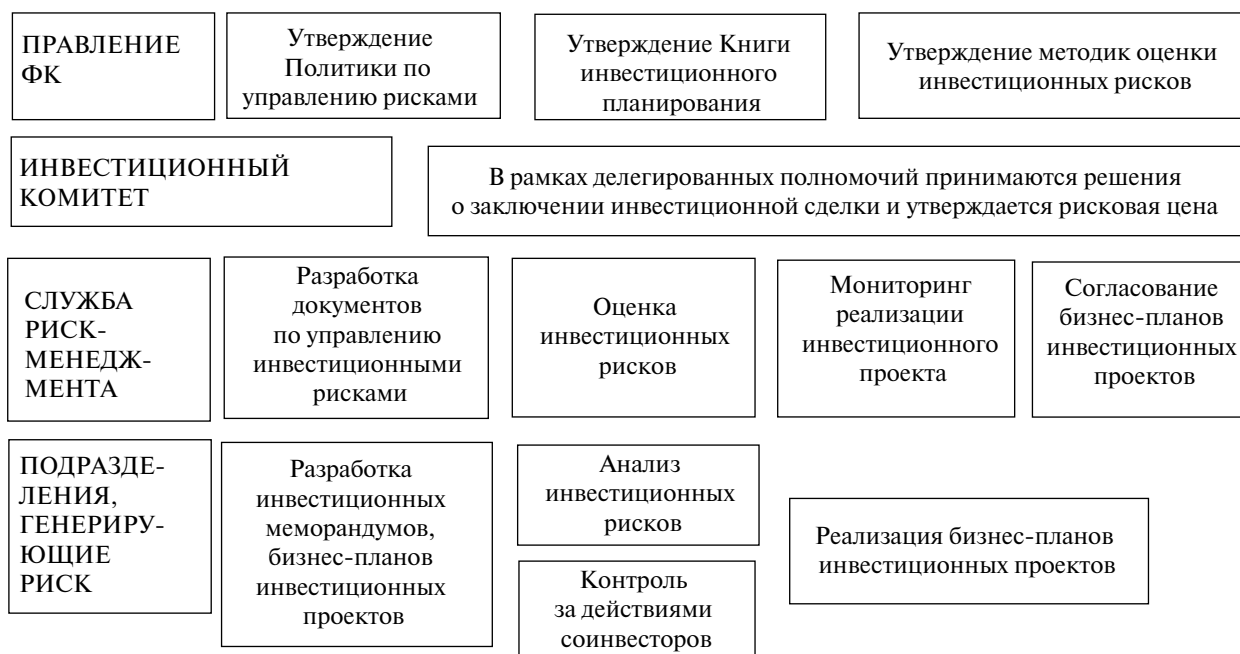 ПРАВЛЕНИЕ
ФК
Утверждение
Политики по
управлению рисками
Утверждение Книги
инвестиционного
планирования
Утверждение методик оценки
инвестиционных рисков
ИНВЕСТИЦИОННЫЙ
КОМИТЕТ
В рамках делегированных полномочий принимаются решения
о заключении инвестиционной сделки и утверждается рисковая цена
СЛУЖБА
РИСК-
МЕНЕДЖ-
МЕНТА
Разработка
документов
по управлению
инвестиционными
рисками
Оценка
инвестиционных
рисков
Мониторинг
реализации
инвестиционного
проекта
Согласование
бизнес-планов
инвестиционных
проектов
ПОДРАЗДЕ-
ЛЕНИЯ,
ГЕНЕРИРУ-
ЮЩИЕ
РИСК
Разработка
инвестиционных
меморандумов,
бизнес-планов
инвестиционных
проектов
Анализ
инвестиционных
рисков
Контроль
за действиями
соинвесторов
Реализация бизнес-планов
инвестиционных проектов